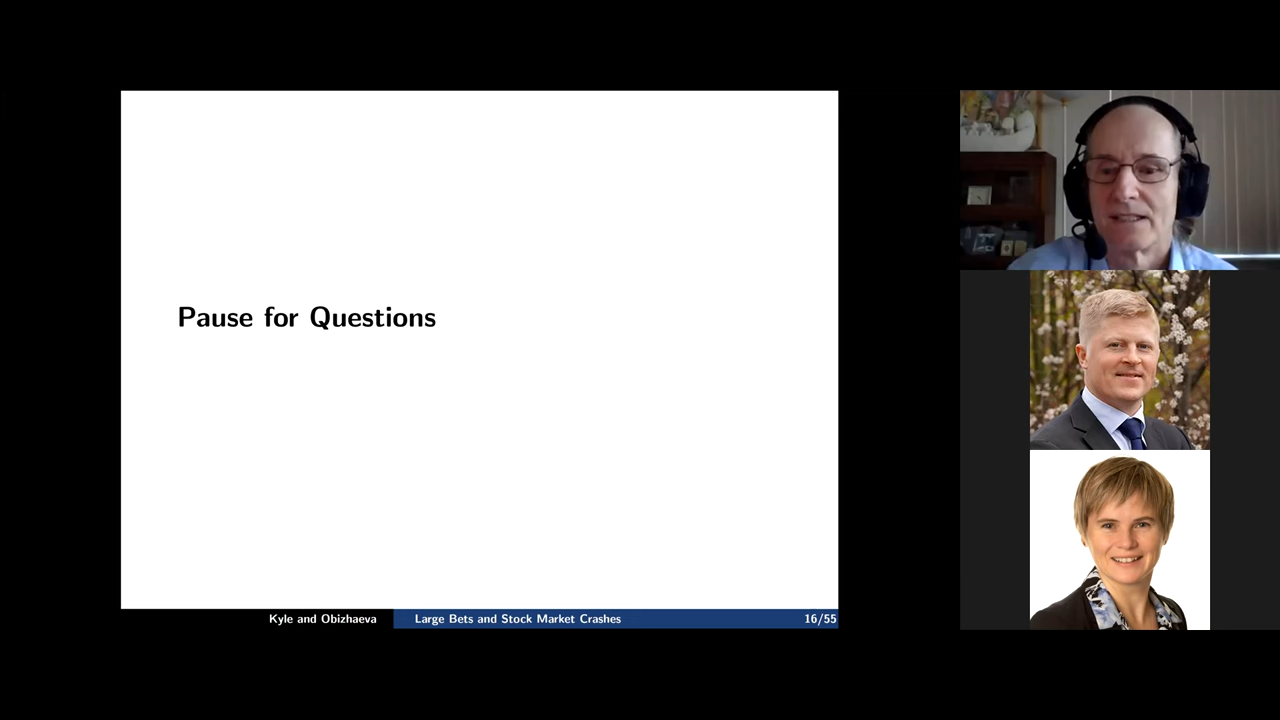 Pause for Questions
Kyle and Obizhaeva
Large Bets and Stock Market Crashes
16/55